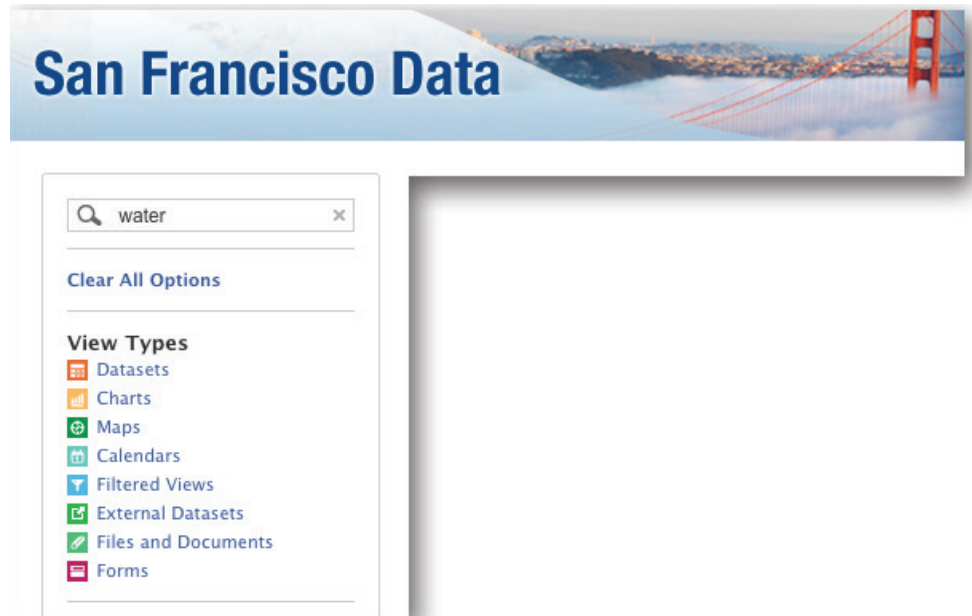 San Francisco Data
water
Clear All Options
View Types
Datasets
Charts
Maps
Calendars
Filtered Views
External Datasets
Files and Documents
Forms